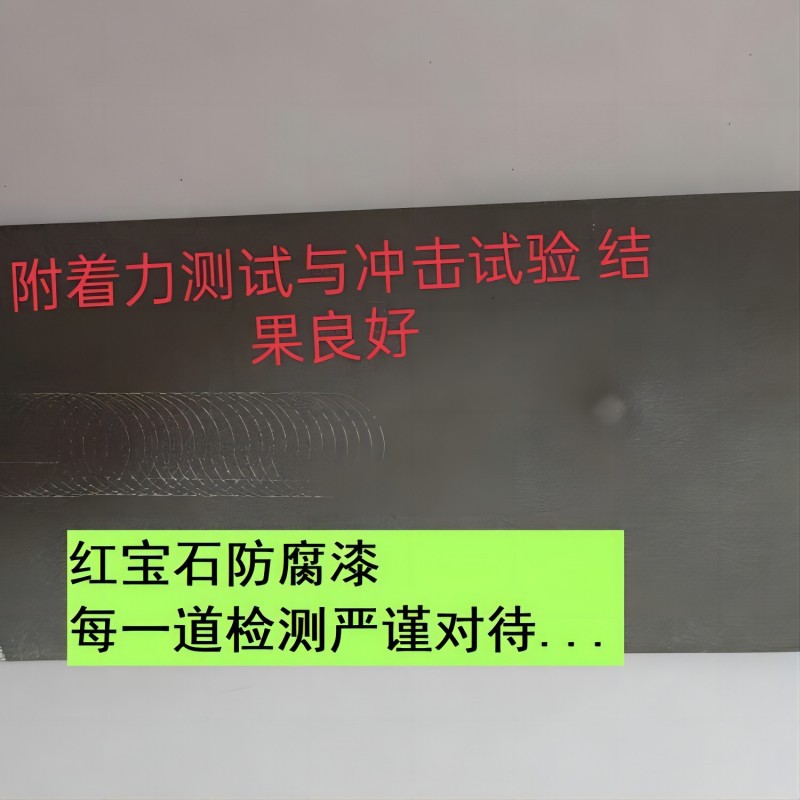 附着力测试与冲击试验 结
果良好
红宝石防腐漆
每一道检测严谨对待...